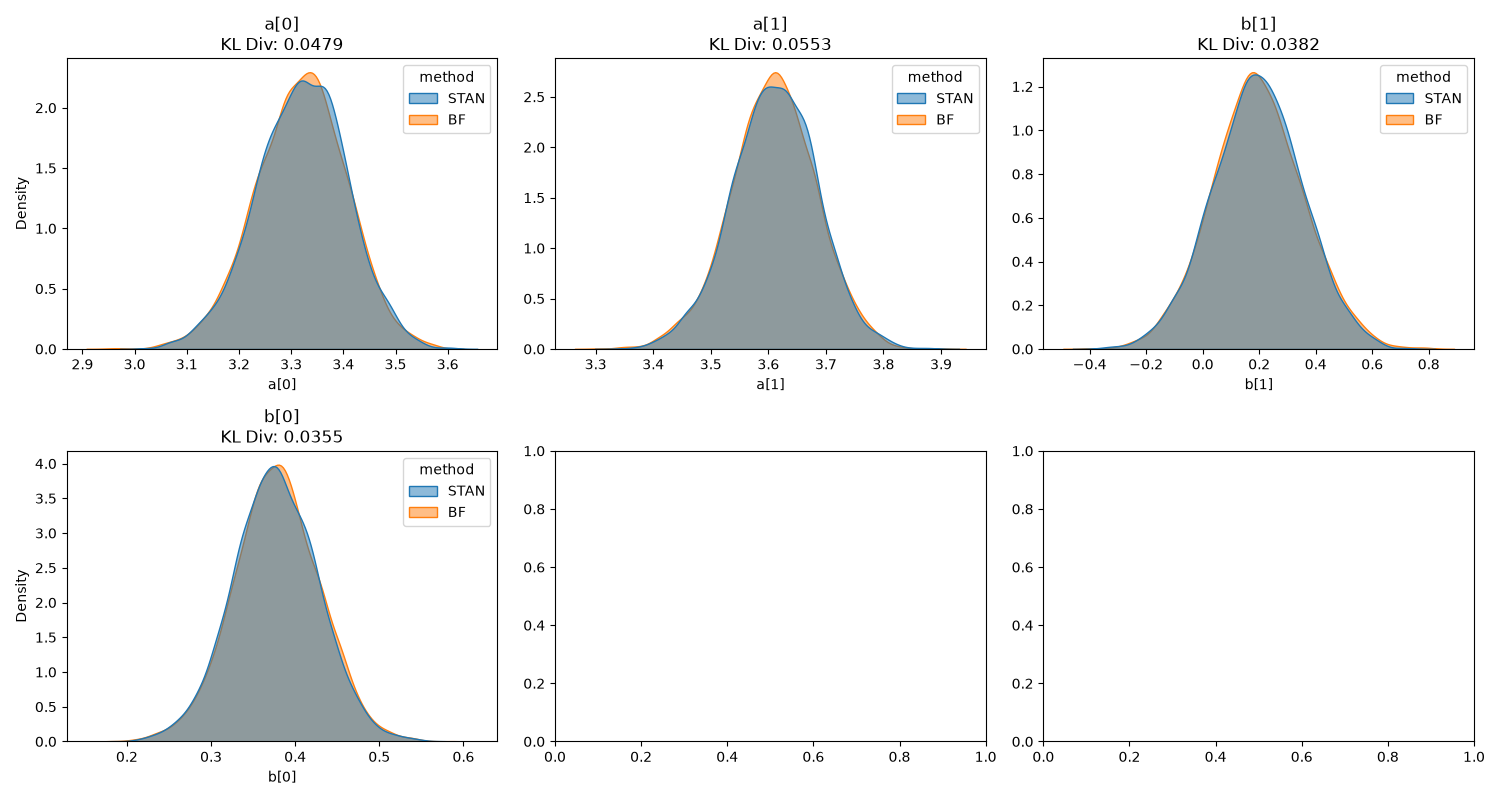 a[0]
KL Div: 0.0479
method
STAN
BF
Density
2.0
1.5
1.0
0.5
0.0
2.9 3.0 3.1 3.2 3.3 3.4 3.5 3.6
a[0]
a[1]
KL Div: 0.0553
method
STAN
BF
2.5
2.0
1.5
1.0
0.5
0.0
3.3 3.4 3.5 3.6 3.7 3.8 3.9
a[1]
b[1]
KL Div: 0.0382
method
STAN
BF
1.2
1.0
0.8
0.6
0.4
0.2
0.0
−0.4 −0.2 0.0 0.2 0.4 0.6 0.8
b[1]
b[0]
KL Div: 0.0355
method
STAN
BF
Density
4.0
3.5
3.0
2.5
2.0
1.5
1.0
0.5
0.0
0.2 0.3 0.4 0.5 0.6
b[0]
1.0
0.8
0.6
0.4
0.2
0.0
0.0 0.2 0.4 0.6 0.8 1.0
1.0
0.8
0.6
0.4
0.2
0.0
0.0 0.2 0.4 0.6 0.8 1.0